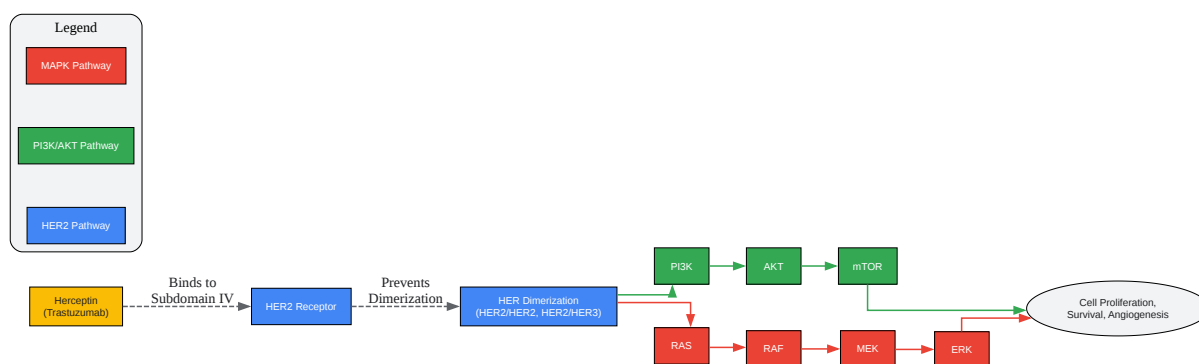 Legend
MAPK Pathway
PI3K/AKT Pathway
HER2 Pathway
Herceptin
(Trastuzumab)
Binds to
Subdomain IV
HER2 Receptor
Prevents
Dimerization
HER Dimerization
(HER2/HER2, HER2/HER3)
PI3K
AKT
mTOR
RAS
RAF
MEK
ERK
Cell Proliferation,
Survival, Angiogenesis